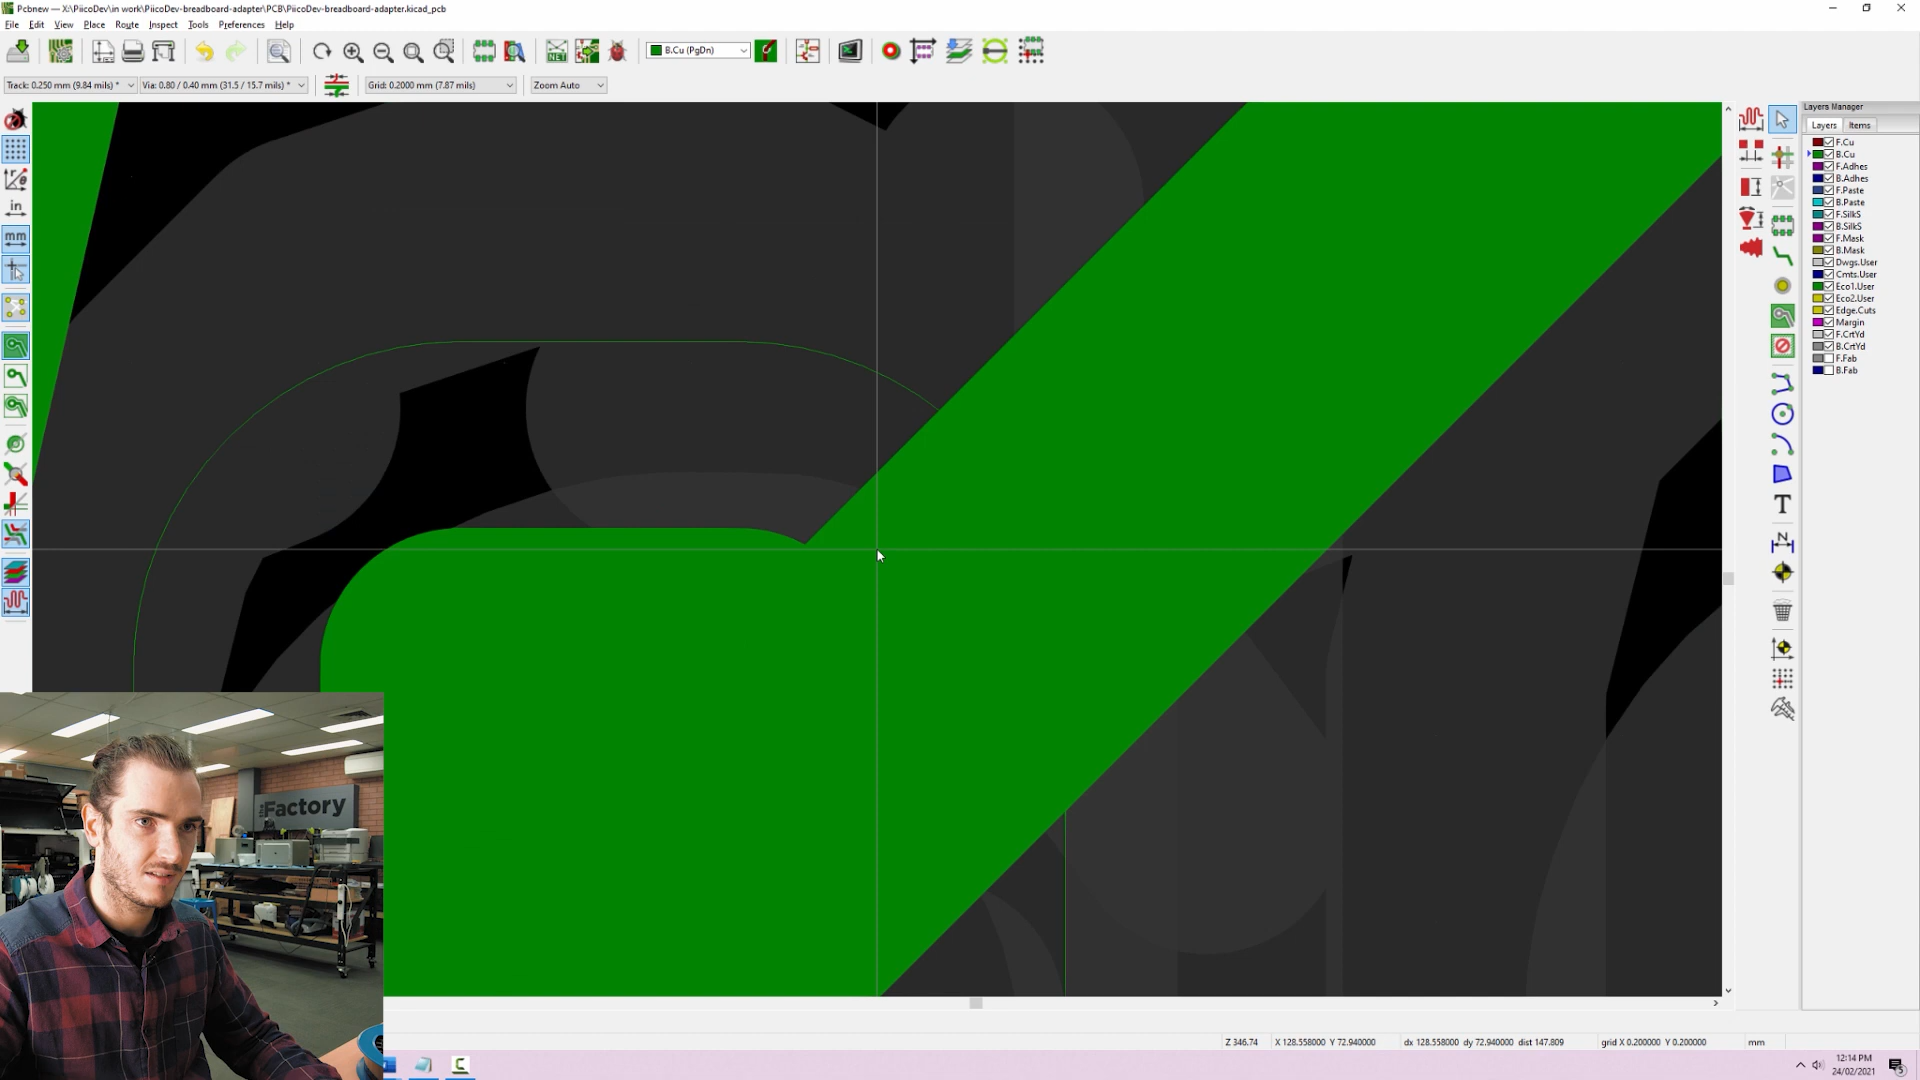 Pcbnew — X:\PiicoDev\in work\PiicoDev-breadboard-adapter\PCB\PiicoDev-breadboard-adapter.kicad_pcb
File Edit View Place Route Inspect Tools Preferences Help
NET
B.Cu (PgDn)
Track: 0.250 mm (9.84 mils) *
Via: 0.80 / 0.40 mm (31.5 / 15.7 mils) *
Grid: 0.2000 mm (7.87 mils)
Zoom Auto
in
mm
T
N
Layers Manager
Layers Items
F.Cu
B.Cu
F.Adhes
B.Adhes
F.Paste
B.Paste
F.SilkS
B.SilkS
F.Mask
B.Mask
Dwgs.User
Cmts.User
Eco1.User
Eco2.User
Edge.Cuts
Margin
F.CrtYd
B.CrtYd
F.Fab
B.Fab
the Factory
Z 346.74 X 128.558000 Y 72.940000 dx 128.558000 dy 72.940000 dist 147.809 grid X 0.200000 Y 0.200000 mm
12:14 PM
24/02/2021
5